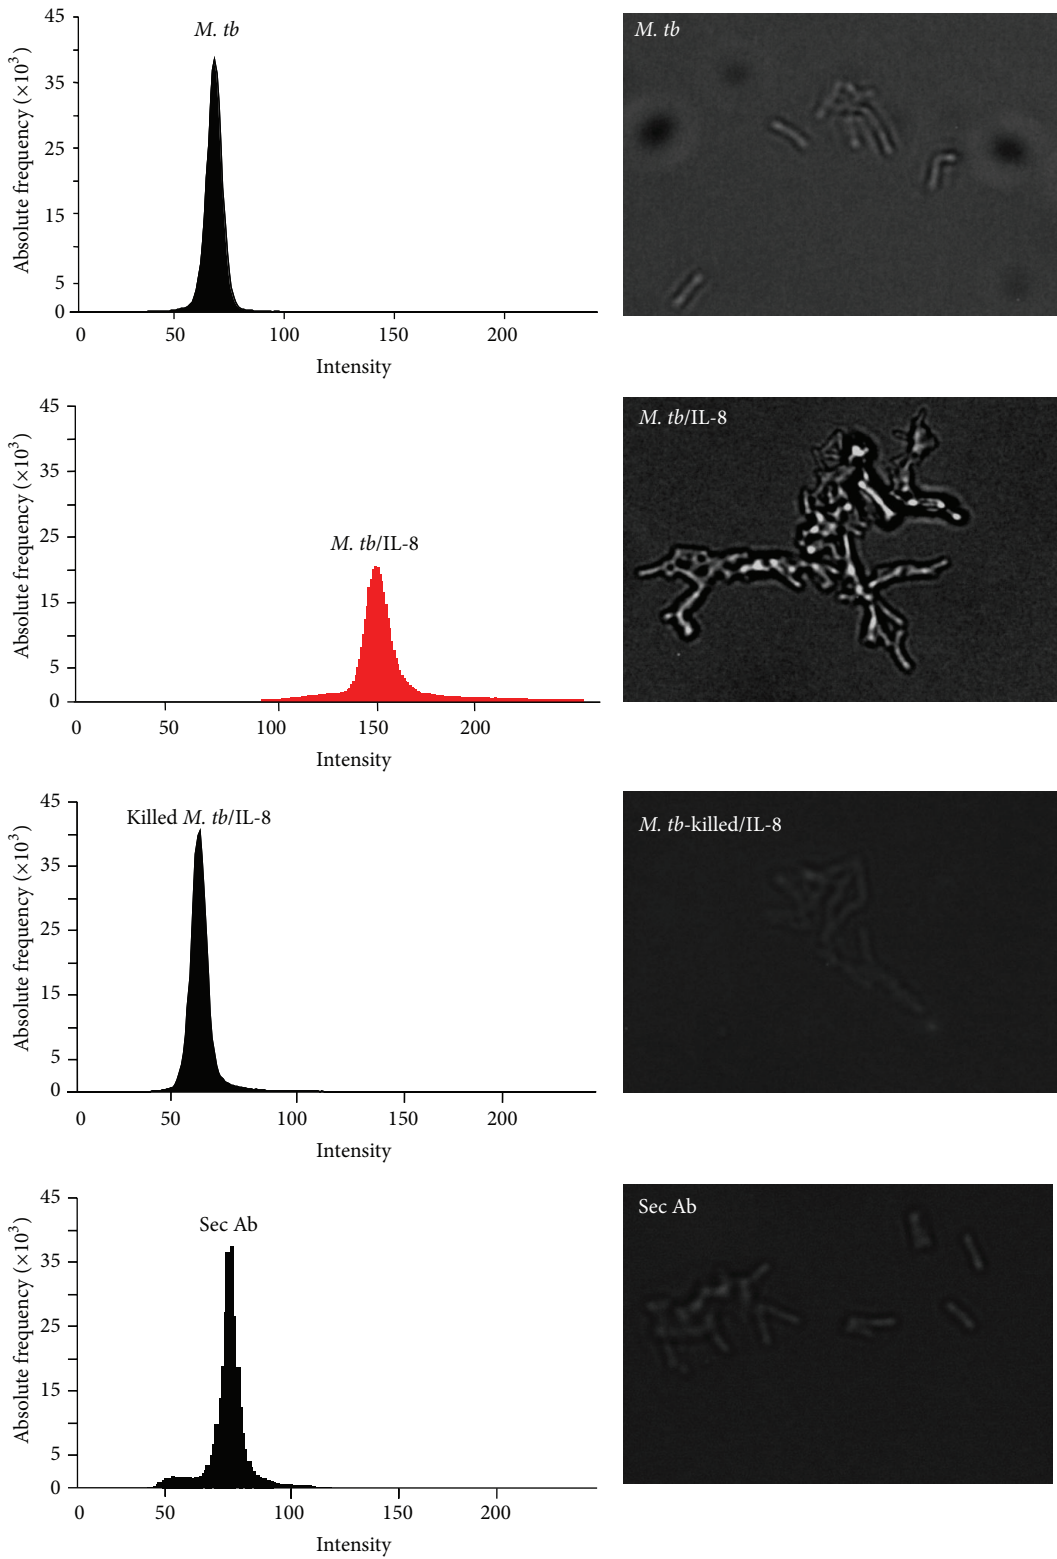 M. tb
Absolute frequency (×10³)
45
35
25
15
5
0
0 50 100 150 200
Intensity
M. tb
M. tb/IL-8
Absolute frequency (×10³)
45
35
25
15
5
0
0 50 100 150 200
Intensity
M. tb/IL-8
Killed M. tb/IL-8
Absolute frequency (×10³)
45
35
25
15
5
0
0 50 100 150 200
Intensity
M. tb-killed/IL-8
Sec Ab
Absolute frequency (×10³)
45
35
25
15
5
0
0 50 100 150 200
Intensity
Sec Ab